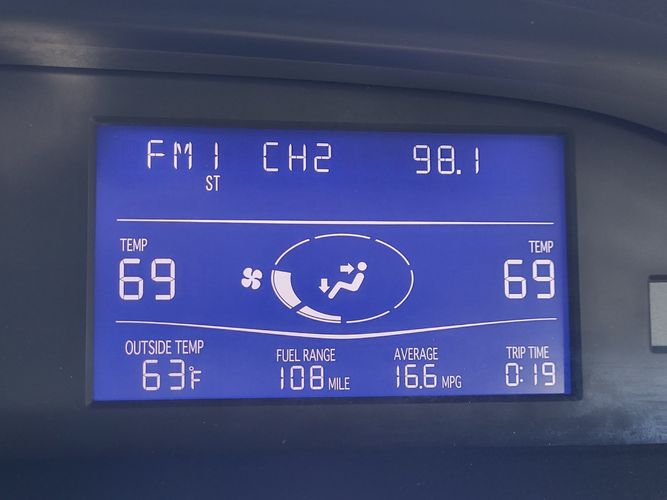 FM1 CH2 98.1
ST
TEMP TEMP
69 69
OUTSIDE TEMP FUEL RANGE AVERAGE TRIP TIME
63°F 108 MILE 16.6 MPG 0:19